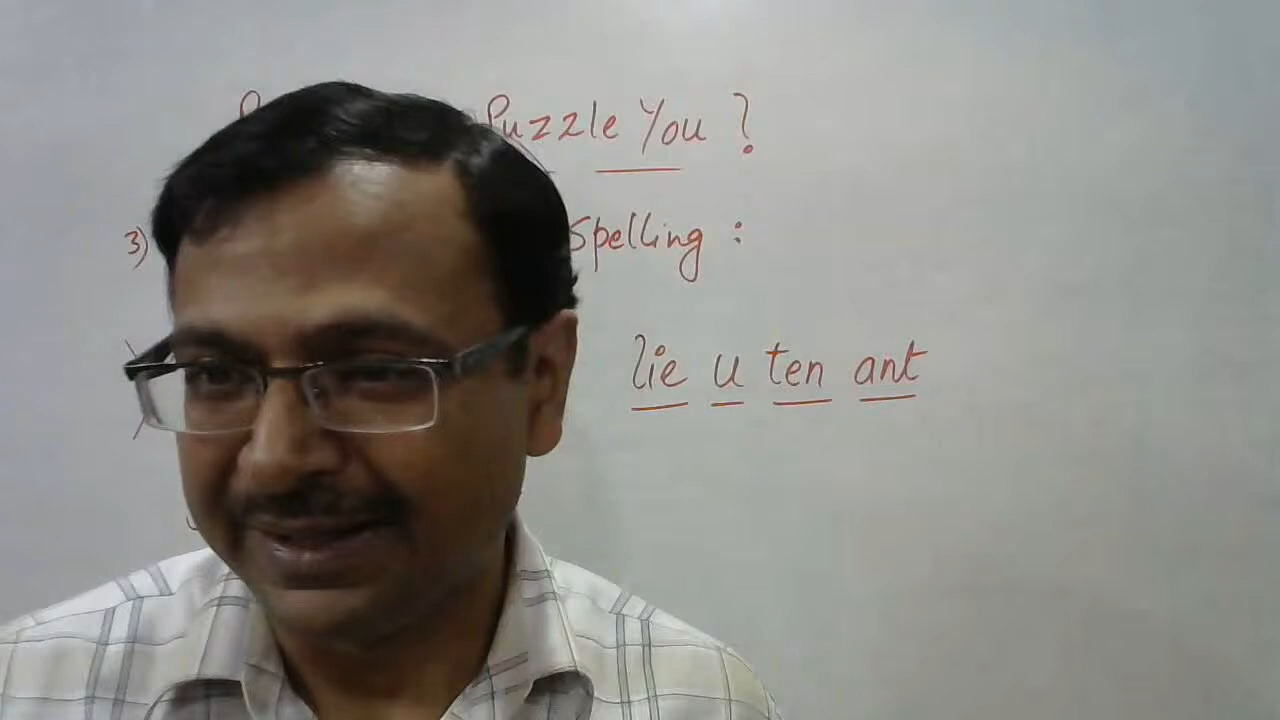 Puzzle You ?
3) Spelling :
lie u ten ant